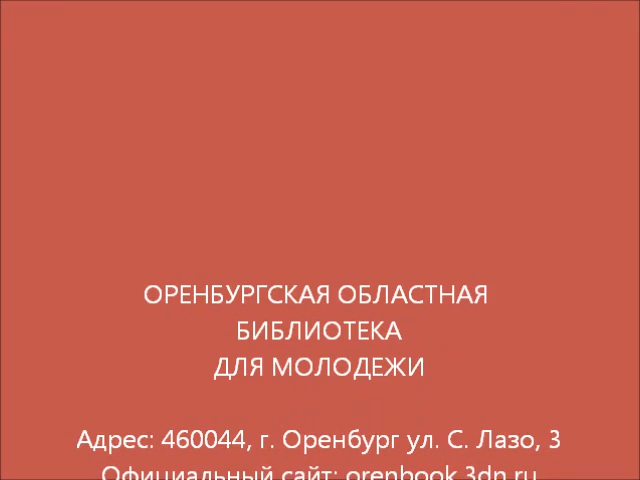 ОРЕНБУРГСКАЯ ОБЛАСТНАЯ
БИБЛИОТЕКА
ДЛЯ МОЛОДЕЖИ
Адрес: 460044, г. Оренбург ул. С. Лазо, 3
Официальный сайт: orenbook.3dn.ru